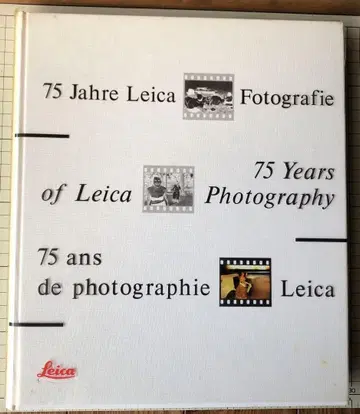 75 Jahre Leica Fotografie
75 Years
of Leica Photography
75 ans
de photographie Leica
Leica